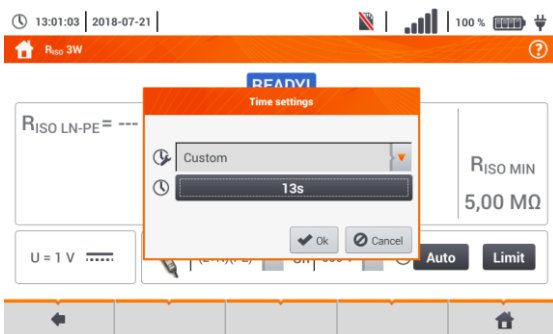 13:01:03 2018-07-21 100 %
RISO 3W ?
READY!
Time settings
RISO LN-PE= ---
Custom
13s
RISO MIN
5,00 MΩ
Ok Cancel
U = 1 V
Auto Limit